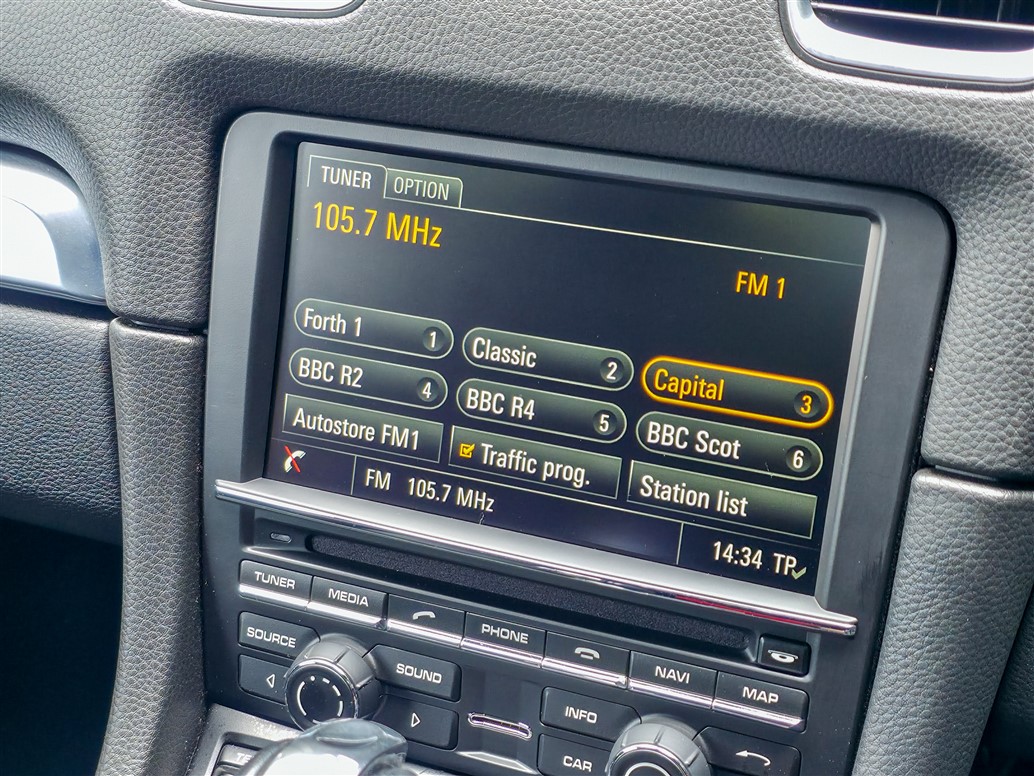 TUNER OPTION
105.7 MHz
FM 1
Forth 1 1
Classic 2
Capital 3
BBC R2 4
BBC R4 5
BBC Scot 6
Autostore FM1
Traffic prog.
Station list
FM 105.7 MHz
14:34 TP
TUNER
MEDIA
PHONE
NAVI
MAP
SOURCE
SOUND
INFO
CAR